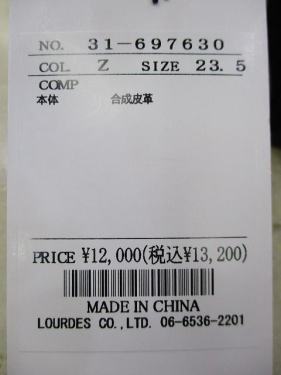 NO. 31-697630
COL. Z SIZE 23.5
COMP
本体 合成皮革
PRICE ¥12,000(税込¥13,200)
MADE IN CHINA
LOURDES CO.,LTD. 06-6536-2201